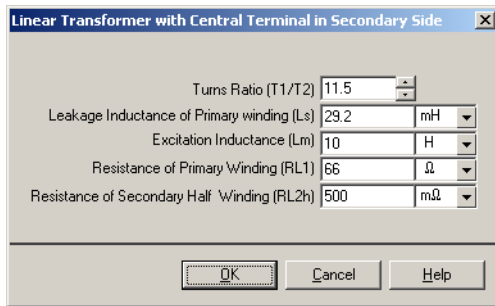 Linear Transformer with Central Terminal in Secondary Side
Turns Ratio (T1/T2) 11.5
Leakage Inductance of Primary winding (Ls) 29.2 mH
Excitation Inductance (Lm) 10 H
Resistance of Primary Winding (RL1) 66 Ω
Resistance of Secondary Half Winding (RL2h) 500 mΩ
OK Cancel Help